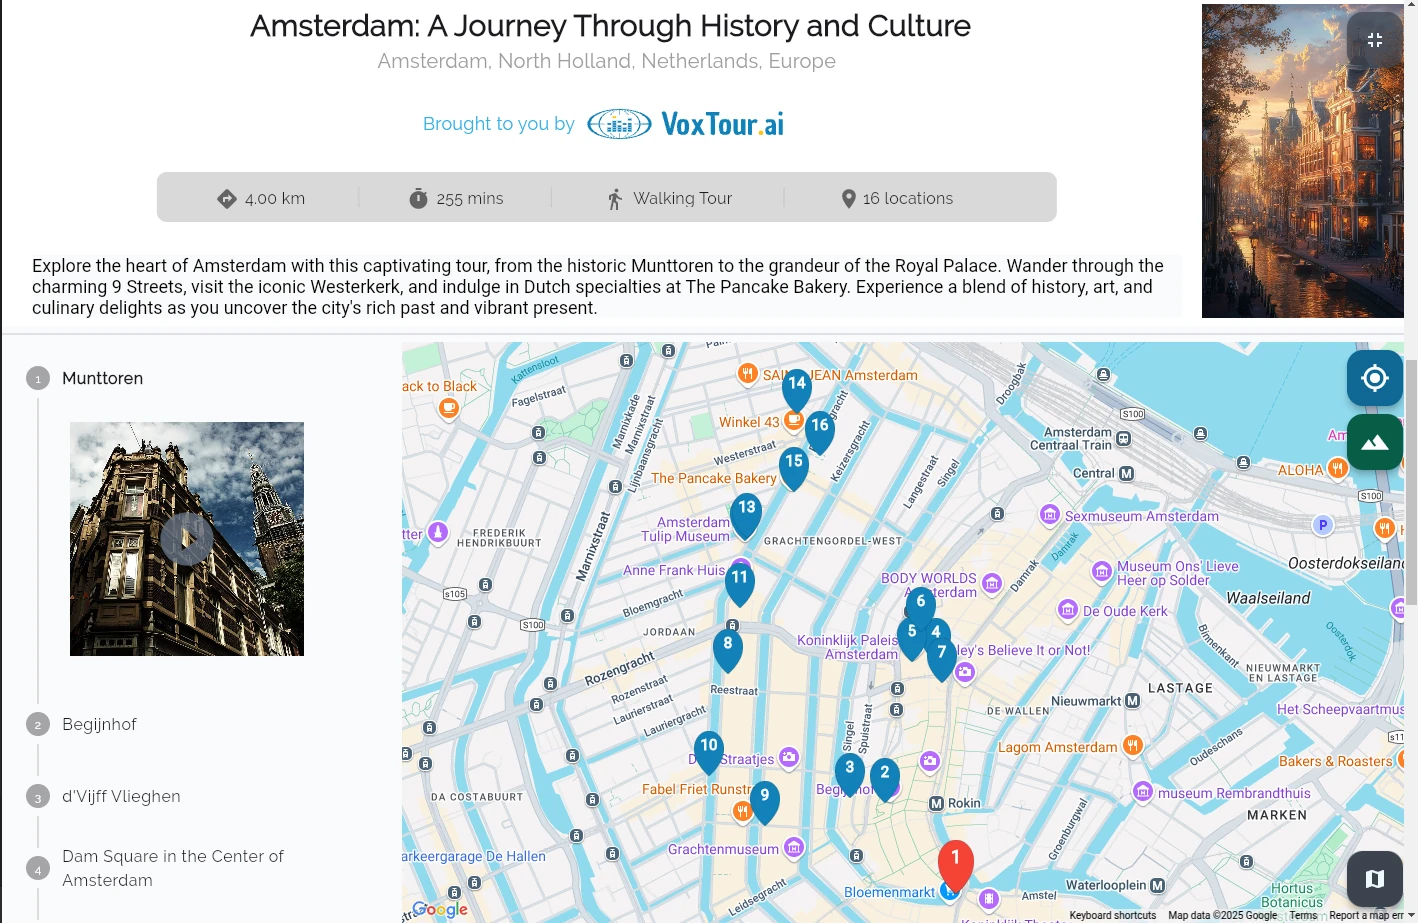 Amsterdam: A Journey Through History and Culture
Amsterdam, North Holland, Netherlands, Europe
Brought to you by VoxTour.ai
4.00 km
255 mins
Walking Tour
16 locations
Explore the heart of Amsterdam with this captivating tour, from the historic Munttoren to the grandeur of the Royal Palace. Wander through the
charming 9 Streets, visit the iconic Westerkerk, and indulge in Dutch specialties at The Pancake Bakery. Experience a blend of history, art, and
culinary delights as you uncover the city's rich past and vibrant present.
1
Munttoren
2
Begijnhof
3
d'Vijff Vlieghen
4
Dam Square in the Center of
Amsterdam
Kattensloot
ack to Black
Fagelstraat
Marnixkade
Marnixstraat
Lijnbaansgracht
JEAN Amsterdam
14
Winkel 43
16
gracht
Westerstraat
15
The Pancake Bakery
Keizersgracht
Droogbak
S100
Amsterdam
Centraal Train
Central
M
ALOHA
S100
Langestraat
Singel
13
Amsterdam
Tulip Museum
Sexmuseum Amsterdam
P
tter
FREDERIK
HENDRIKBUURT
Marnixstraat
GRACHTENGORDEL-WEST
Damrak
Damrak
Oosterdokseiland
Anne Frank Huis
11
BODY WORLDS
Museum Ons' Lieve
Heer op Solder
s105
Bloemgracht
6
De Oude Kerk
Waalseiland
S100
JORDAAN
8
Koninklijk Paleis
Amsterdam
5
4
7
ley's Believe It or Not!
Binnenkant
Oosterdok
Rozengracht
Reestraat
Rozenstraat
Laurierstraat
Lauriergracht
NIEUWMARKT
EN LASTAGE
LASTAGE
Nieuwmarkt
M
DE WALLEN
Het Scheepvaartmus
Singel
Spuistraat
10
Straatjes
Lagom Amsterdam
Oudeschans
Bakers & Roasters
3
2
Fabel Friet Runstr
9
DA COSTABUURT
M
Rokin
museum Rembrandthuis
MARKEN
Groenburgwal
Grachtenmuseum
arkeergarage De Hallen
1
Bloemenmarkt
Leidsegracht
Amstel
Waterlooplein
M
Hortus
Botanicus
Google
Keyboard shortcuts
Map data ©2025 Google
Terms
Report a map err